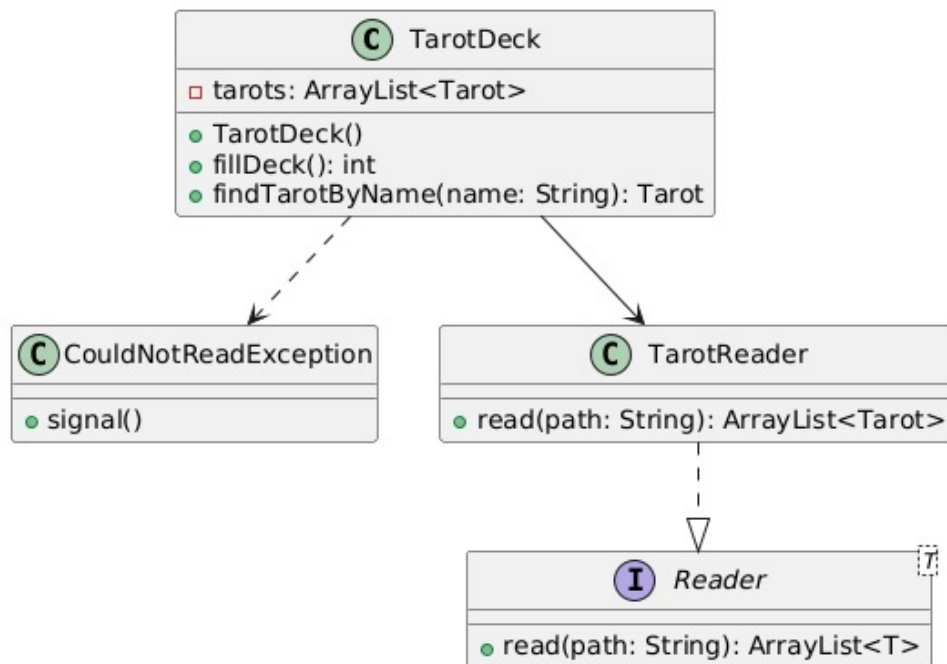 C TarotDeck
tarots: ArrayList<Tarot>
TarotDeck()
fillDeck(): int
findTarotByName(name: String): Tarot
C CouldNotReadException
signal()
C TarotReader
read(path: String): ArrayList<Tarot>
I Reader
T
read(path: String): ArrayList<T>